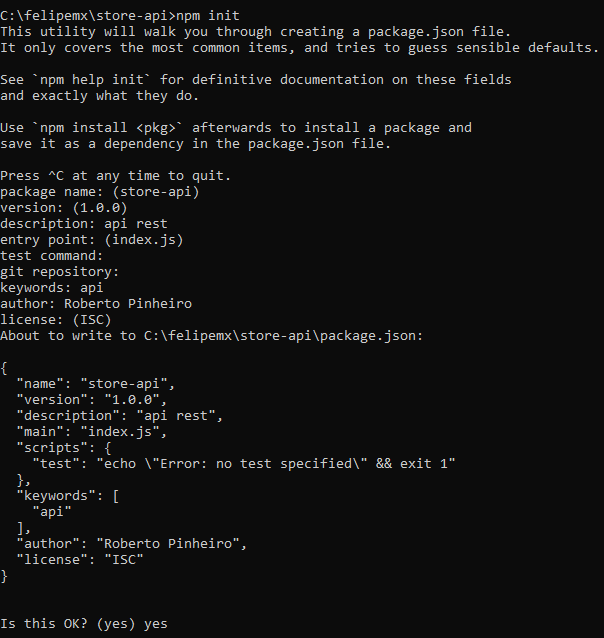 C:\felipemx\store-api>npm init
This utility will walk you through creating a package.json file.
It only covers the most common items, and tries to guess sensible defaults.

See `npm help init` for definitive documentation on these fields
and exactly what they do.

Use `npm install <pkg>` afterwards to install a package and
save it as a dependency in the package.json file.

Press ^C at any time to quit.
package name: (store-api)
version: (1.0.0)
description: api rest
entry point: (index.js)
test command:
git repository:
keywords: api
author: Roberto Pinheiro
license: (ISC)
About to write to C:\felipemx\store-api\package.json:

{
  "name": "store-api",
  "version": "1.0.0",
  "description": "api rest",
  "main": "index.js",
  "scripts": {
    "test": "echo \"Error: no test specified\" && exit 1"
  },
  "keywords": [
    "api"
  ],
  "author": "Roberto Pinheiro",
  "license": "ISC"
}

Is this OK? (yes) yes